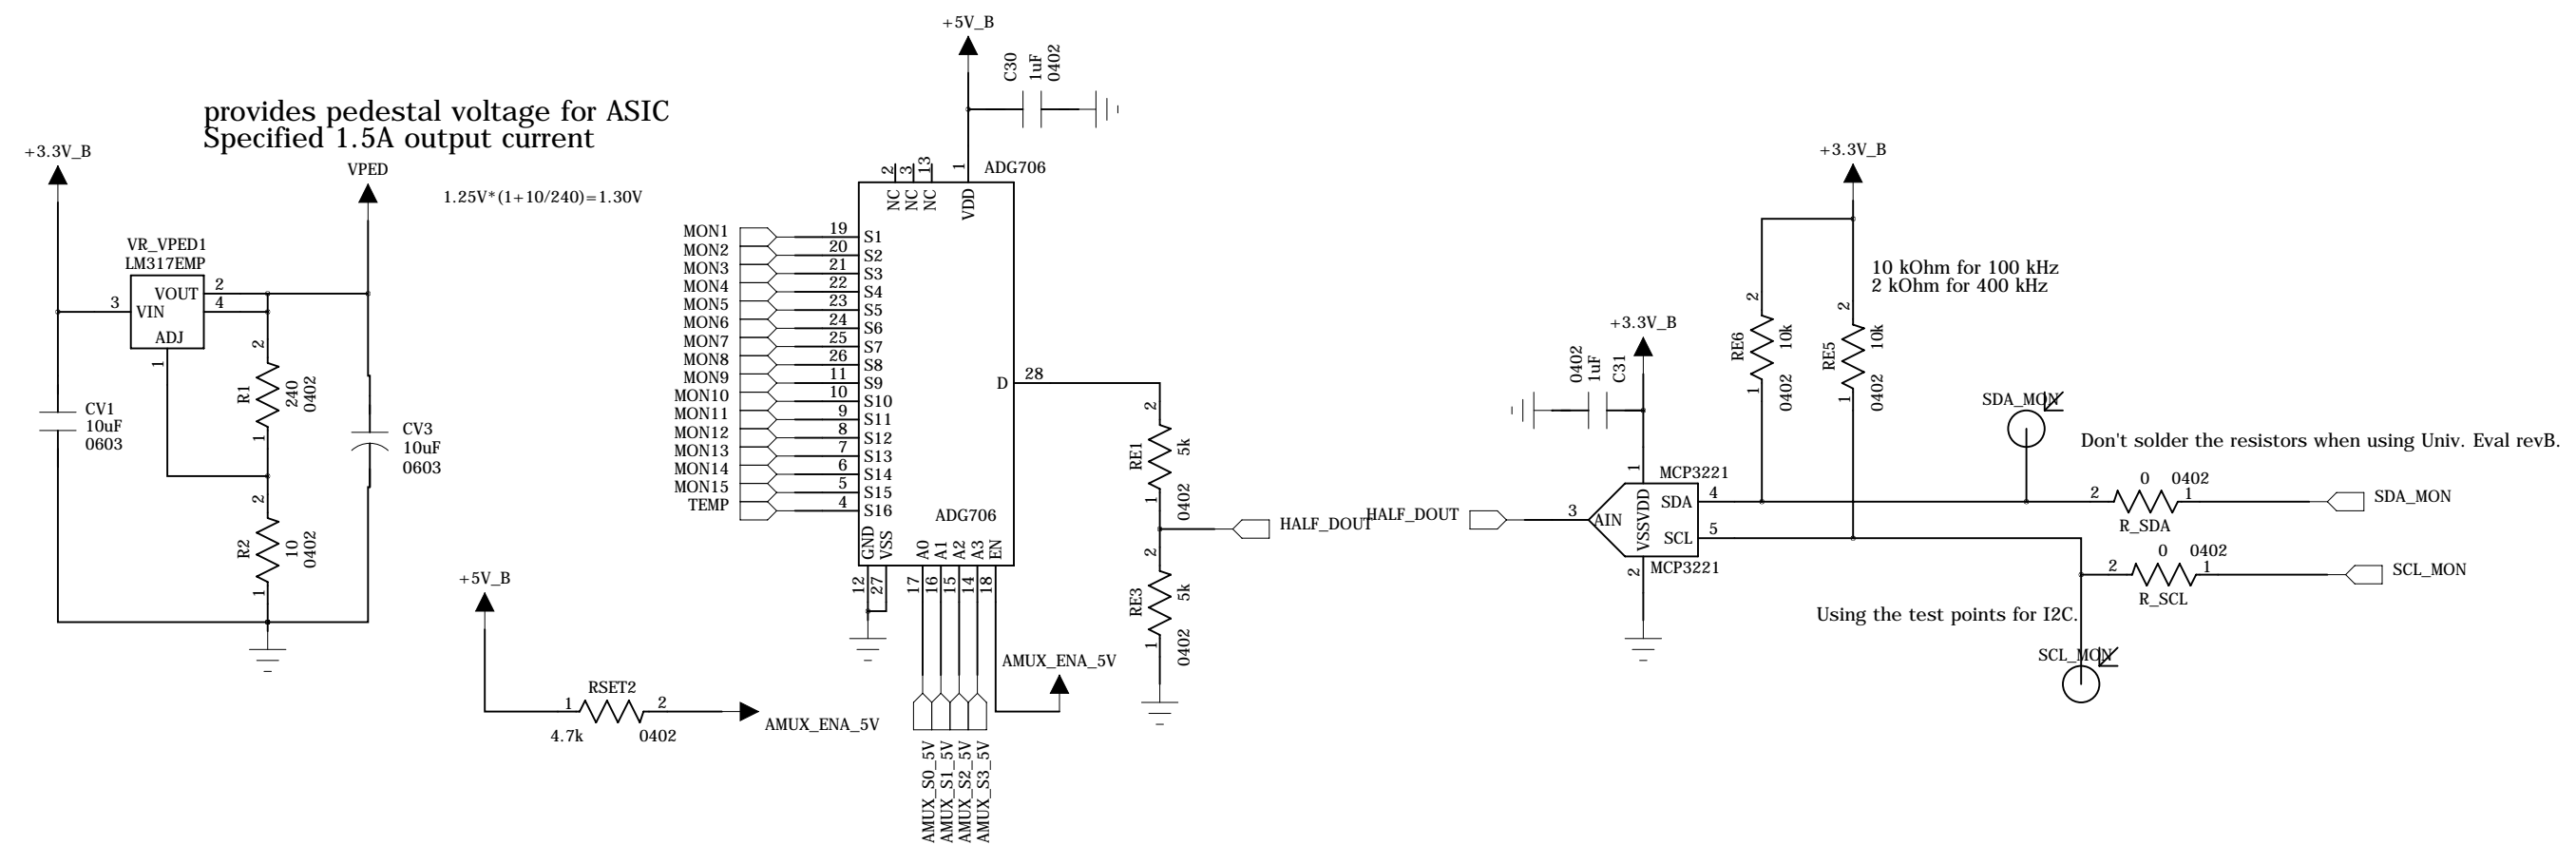 provides pedestal voltage for ASIC
Specified 1.5A output current
+3.3V_B
VPED
1.25V*(1+10/240)=1.30V
VR_VPED1
LM317EMP
VOUT
VIN
ADJ
2
4
3
1
2
R1
240
0402
1
2
R2
10
0402
1
CV1
10uF
0603
CV3
10uF
0603
+5V_B
RSET2
1
2
4.7k
0402
AMUX_ENA_5V
+5V_B
C30
1uF
0402
ADG706
2
3
13
1
NC
NC
NC
VDD
MON1 19 S1
MON2 20 S2
MON3 21 S3
MON4 22 S4
MON5 23 S5
MON6 24 S6
MON7 25 S7
MON8 26 S8
MON9 11 S9
MON10 10 S10
MON11 9 S11
MON12 8 S12
MON13 7 S13
MON14 6 S14
MON15 5 S15
TEMP 4 S16
D 28
ADG706
GND
VSS
A0
A1
A2
A3
EN
12
27
17
16
15
14
18
AMUX_S0_5V
AMUX_S1_5V
AMUX_S2_5V
AMUX_S3_5V
AMUX_ENA_5V
2
RE1
5k
1
0402
HALF_DOUT
2
RE3
5k
1
0402
HALF_DOUT
3
AIN
+3.3V_B
0402
1uF
C31
1
MCP3221
VSSVDD
SDA
SCL
4
5
2
MCP3221
+3.3V_B
10 kOhm for 100 kHz
2 kOhm for 400 kHz
2
RE6
10k
1
0402
2
RE5
10k
1
0402
SDA_MON
Don't solder the resistors when using Univ. Eval revB.
0 0402
2
1
R_SDA
SDA_MON
0 0402
2
1
R_SCL
SCL_MON
Using the test points for I2C.
SCL_MON